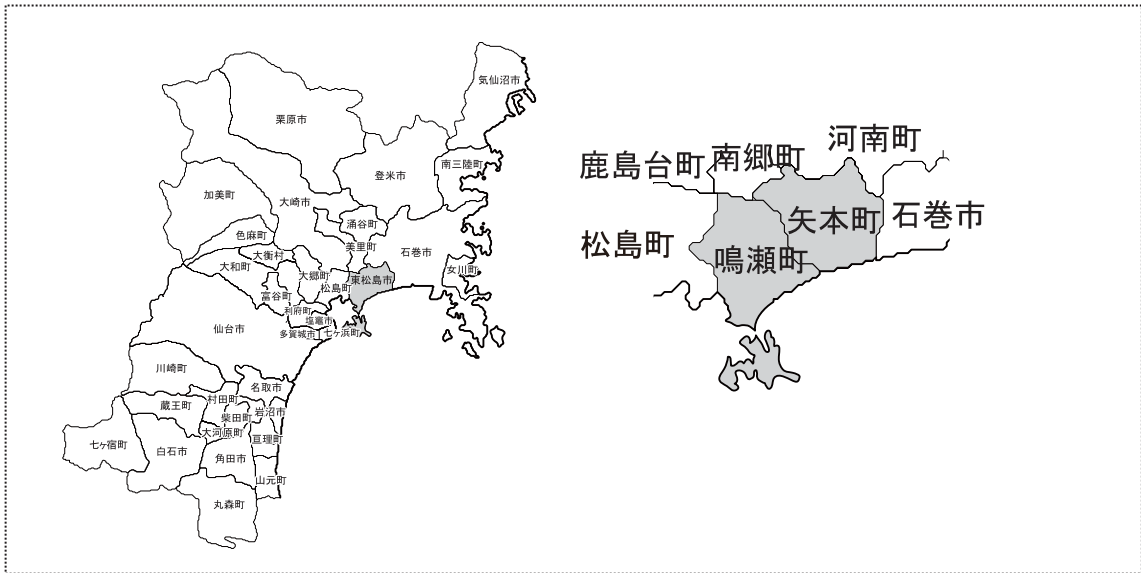 気仙沼市
栗原市
南三陸町
登米市
加美町
大崎市
涌谷町
色麻町
美里町
石巻市
大衡村
大和町
大郷町
女川町
東松島市
松島町
富谷町
利府町
塩竈市
仙台市
多賀城市
七ヶ浜町
川崎町
名取市
村田町
蔵王町
岩沼市
柴田町
大河原町
亘理町
七ヶ宿町
白石市
角田市
山元町
丸森町
河南町
南郷町
鹿島台町
矢本町
石巻市
松島町
鳴瀬町